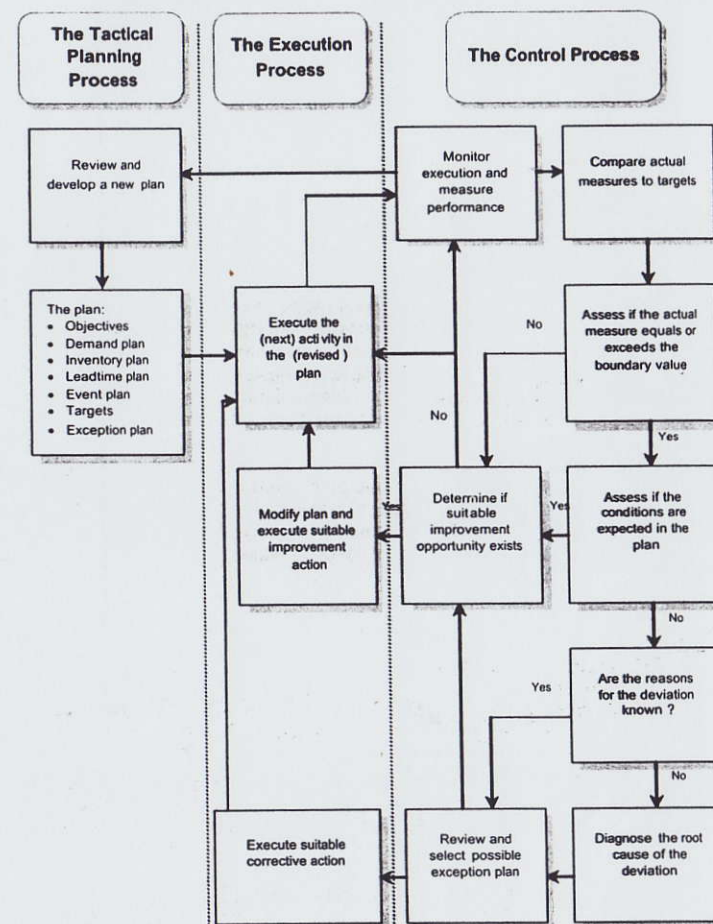 The Tactical
Planning
Process
The Execution
Process
The Control Process
Review and
develop a new plan
Monitor
execution and
measure
performance
Compare actual
measures to targets
The plan:
• Objectives
• Demand plan
• Inventory plan
• Leadtime plan
• Event plan
• Targets
• Exception plan
Execute the
(next) activity in
the (revised )
plan
No
Assess if the actual
measure equals or
exceeds the
boundary value
No
Yes
Modify plan and
execute suitable
improvement
action
Yes
Determine if
suitable
improvement
opportunity exists
Yes
Assess if the
conditions are
expected in the
plan
No
Yes
Are the reasons
for the deviation
known ?
No
Execute suitable
corrective action
Review and
select possible
exception plan
Diagnose the root
cause of the
deviation